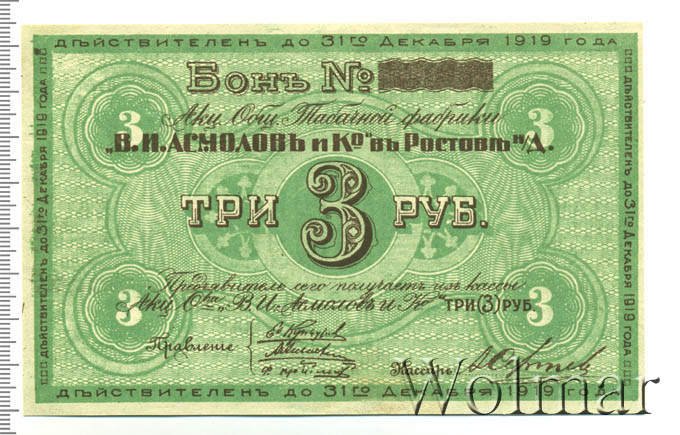 ДѢЙСТВИТЕЛЕНЪ ДО 31ГО ДЕКАБРЯ 1919 ГОДА
БОНЪ №
3 Акц. Общ. Табачной фабрики 3
„В.И.АСМОЛОВЪ и Ко“ въ Ростовѣ н/Д.
ТРИ 3 РУБ.
Предъявитель сего получаетъ изъ кассы
3 Акц. О-ва „В.И. Асмоловъ и Ко“ ТРИ (3) РУБ. 3
Правленіе:
Кассиръ
ДѢЙСТВИТЕЛЕНЪ ДО 31ГО ДЕКАБРЯ 1919 ГОДА
ДѢЙСТВИТЕЛЕНЪ ДО 31ГО ДЕКАБРЯ 1919 ГОДА
ДѢЙСТВИТЕЛЕНЪ ДО 31ГО ДЕКАБРЯ 1919 ГОДА
Wolmar